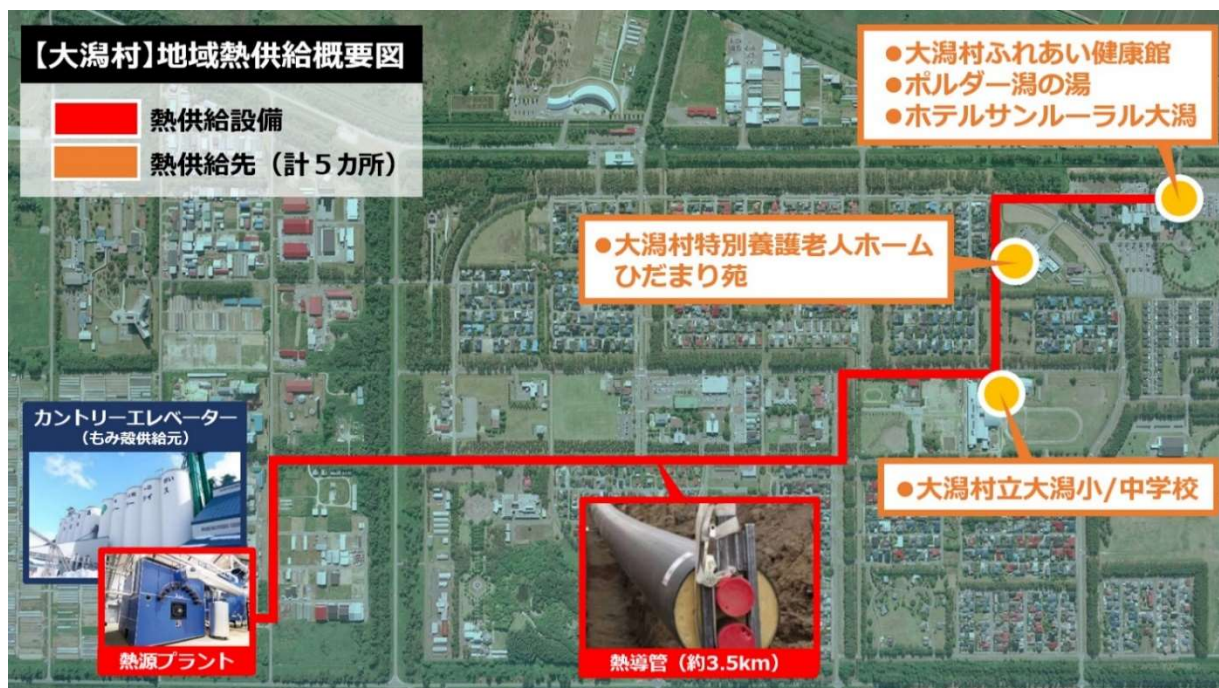 【大潟村】地域熱供給概要図
熱供給設備
熱供給先（計５カ所）
●大潟村ふれあい健康館
●ポルダー潟の湯
●ホテルサンルーラル大潟
●大潟村特別養護老人ホーム
ひだまり苑
カントリーエレベーター
（もみ殻供給元）
●大潟村立大潟小/中学校
熱源プラント
熱導管（約3.5km）